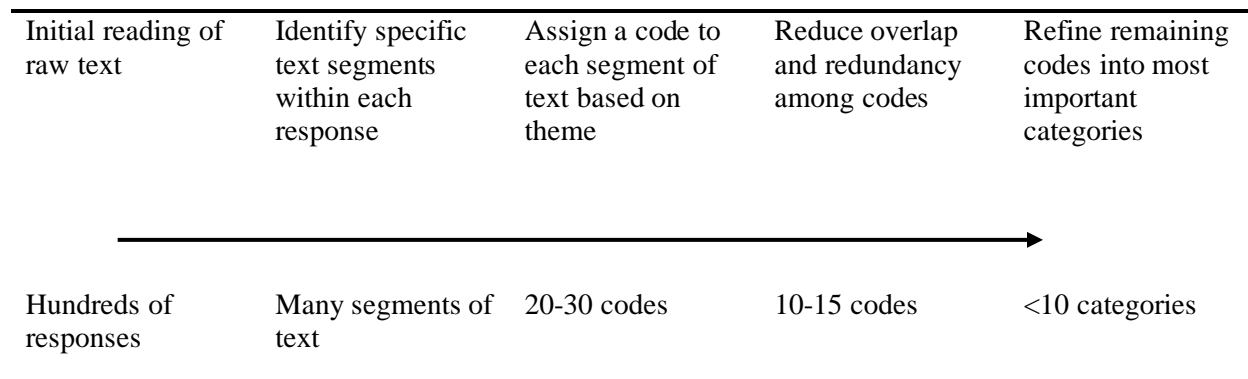 Initial reading of
raw text
Identify specific
text segments
within each
response
Assign a code to
each segment of
text based on
theme
Reduce overlap
and redundancy
among codes
Refine remaining
codes into most
important
categories
Hundreds of
responses
Many segments of
text
20-30 codes
10-15 codes
<10 categories